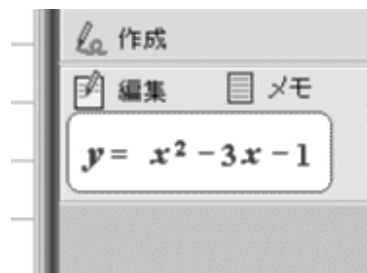 作成
編集 メモ
y = x² − 3x − 1